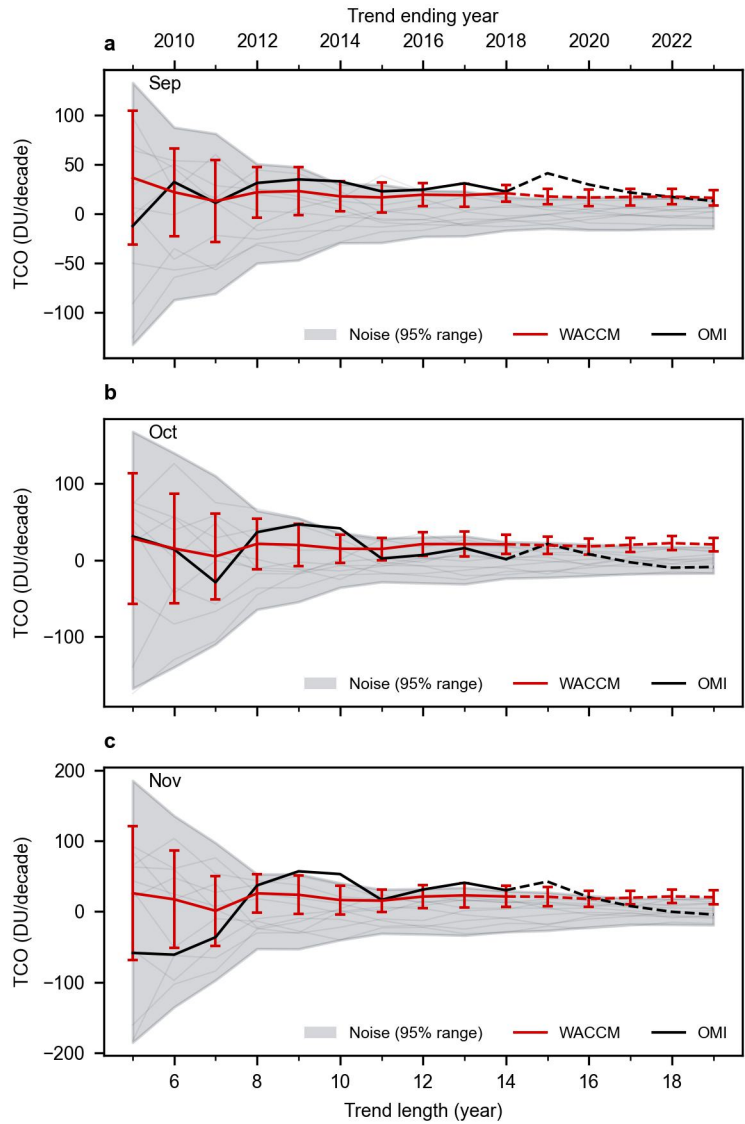 Trend ending year
2010 2012 2014 2016 2018 2020 2022
a
Sep
100
50
0
−50
−100
TCO (DU/decade)
Noise (95% range) WACCM OMI
b
Oct
100
0
−100
TCO (DU/decade)
Noise (95% range) WACCM OMI
c
Nov
200
100
0
−100
−200
TCO (DU/decade)
Noise (95% range) WACCM OMI
6 8 10 12 14 16 18
Trend length (year)